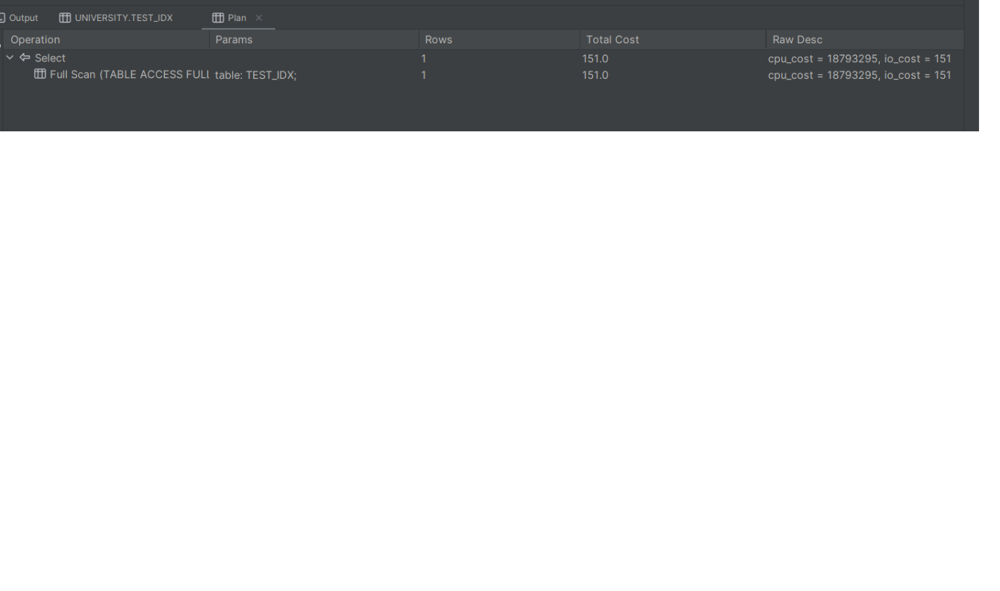 Output UNIVERSITY.TEST_IDX Plan
Operation Params Rows Total Cost Raw Desc
Select 1 151.0 cpu_cost = 18793295, io_cost = 151
Full Scan (TABLE ACCESS FULL table: TEST_IDX; 1 151.0 cpu_cost = 18793295, io_cost = 151